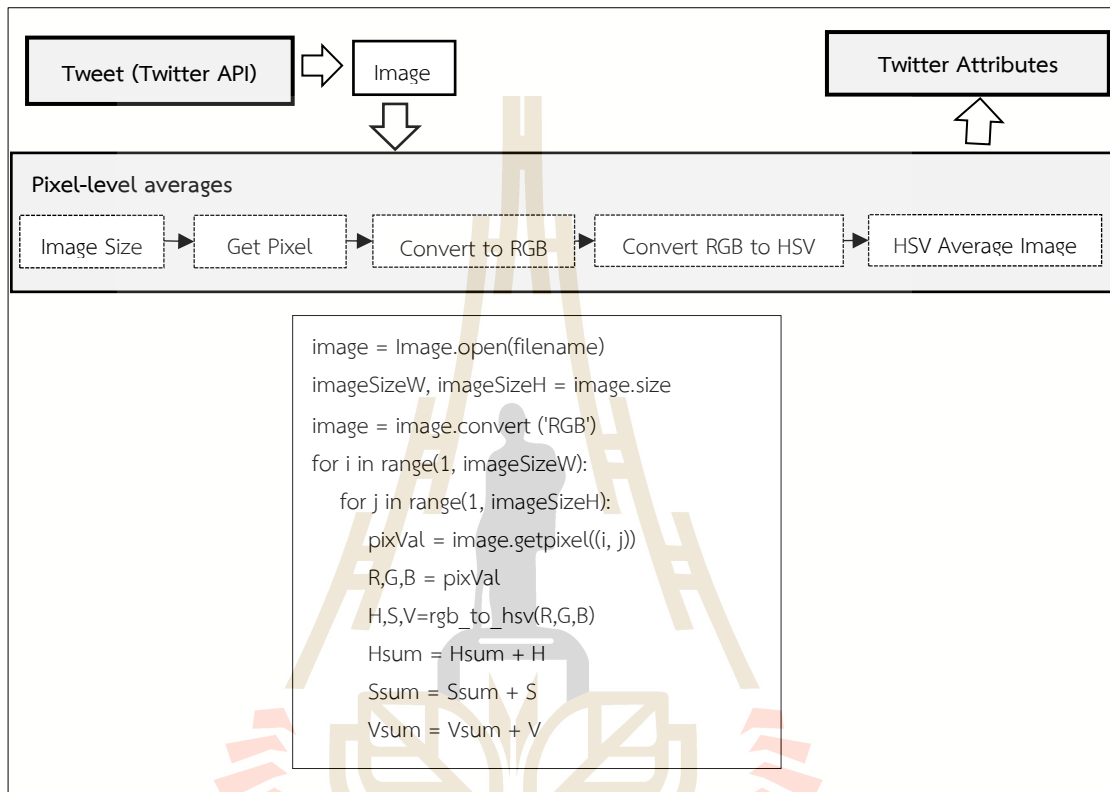 Tweet (Twitter API)
Image
Twitter Attributes
Pixel-level averages
Image Size
Get Pixel
Convert to RGB
Convert RGB to HSV
HSV Average Image
image = Image.open(filename)
imageSizeW, imageSizeH = image.size
image = image.convert ('RGB')
for i in range(1, imageSizeW):
for j in range(1, imageSizeH):
pixVal = image.getpixel((i, j))
R,G,B = pixVal
H,S,V=rgb_to_hsv(R,G,B)
Hsum = Hsum + H
Ssum = Ssum + S
Vsum = Vsum + V